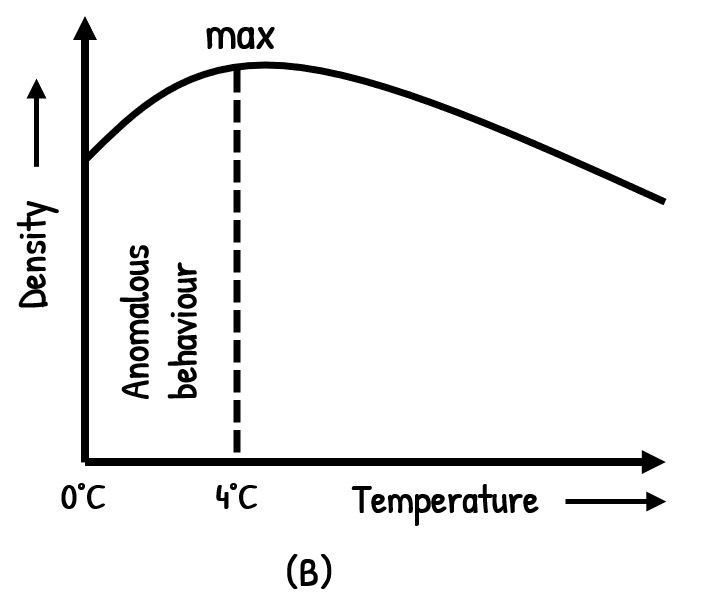 max
Density
Anomalous
behaviour
0°C
4°C
Temperature
(B)